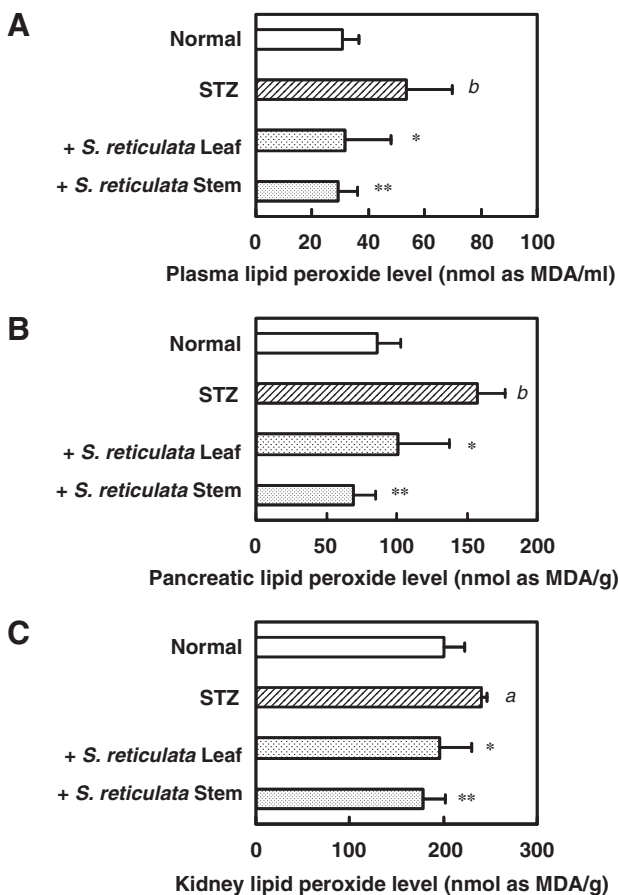 A
Normal
STZ b
+ S. reticulata Leaf *
+ S. reticulata Stem **
0 20 40 60 80 100
Plasma lipid peroxide level (nmol as MDA/ml)
B
Normal
STZ b
+ S. reticulata Leaf *
+ S. reticulata Stem **
0 50 100 150 200
Pancreatic lipid peroxide level (nmol as MDA/g)
C
Normal
STZ a
+ S. reticulata Leaf *
+ S. reticulata Stem **
0 100 200 300
Kidney lipid peroxide level (nmol as MDA/g)